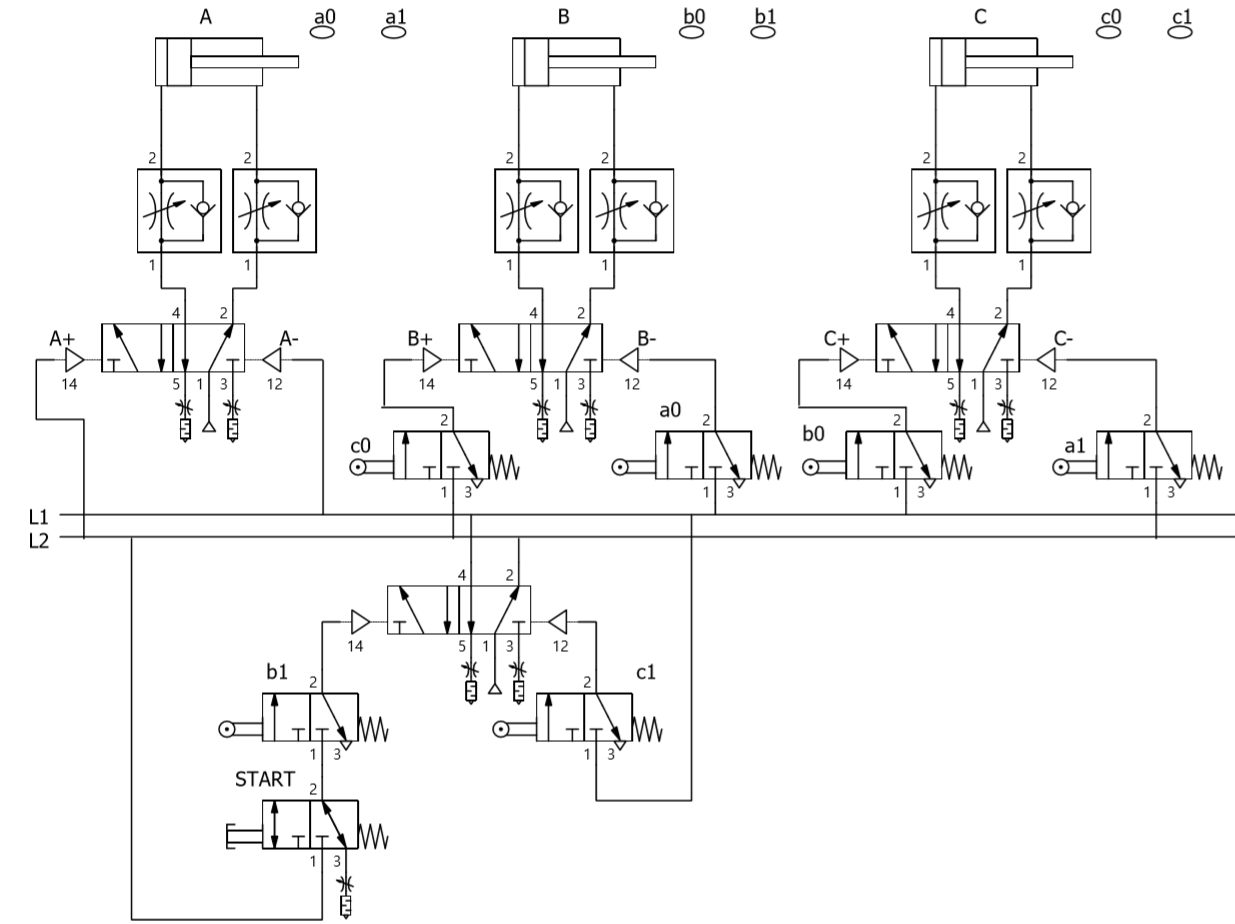 A a0 a1 B b0 b1 C c0 c1
2 2 2 2 2 2
1 1 1 1 1 1
4 2 4 2 4 2
A+ A- B+ B- C+ C-
14 5 1 3 12 14 5 1 3 12 14 5 1 3 12
c0 2 a0 2 b0 2 a1 2
1 3 1 3 1 3 1 3
L1
L2
4 2
14 5 1 3 12
b1 2 2 c1
1 3 1 3
START 2
1 3